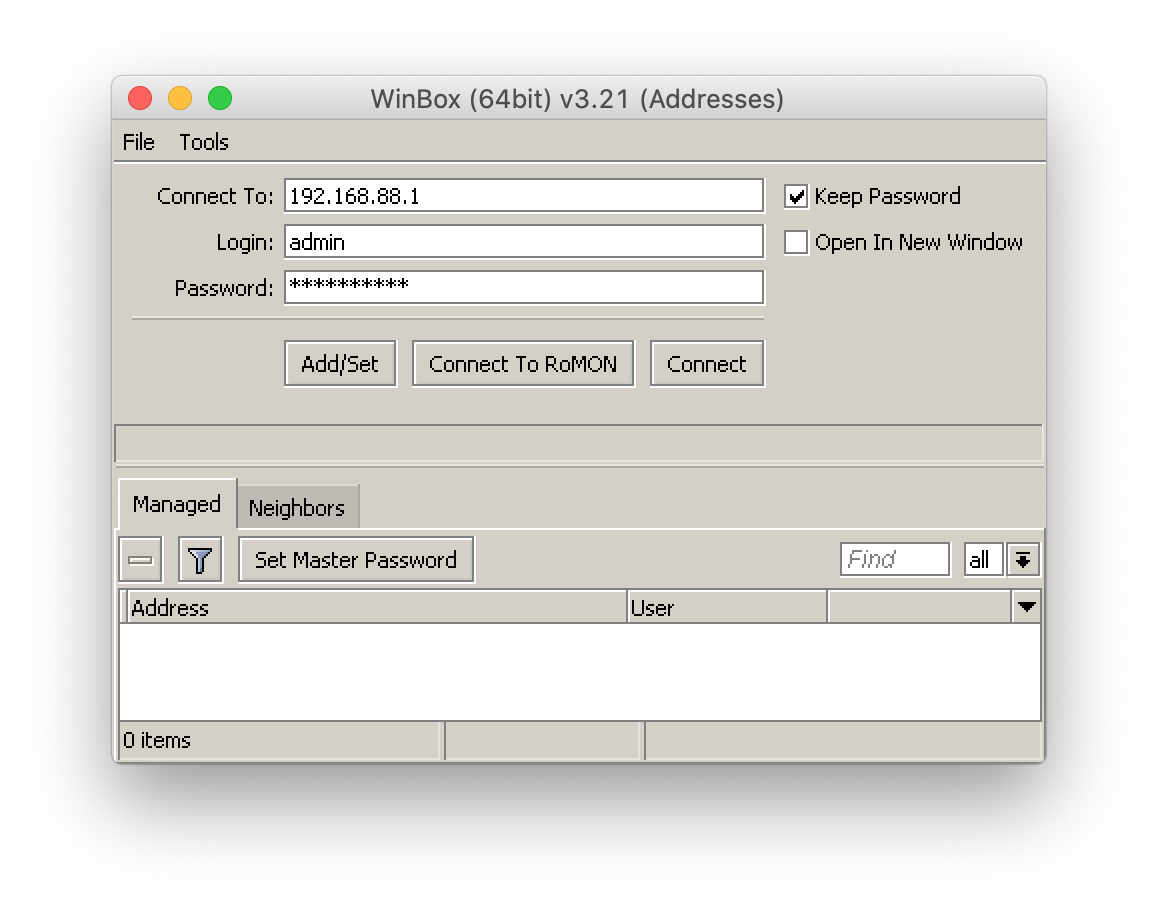 WinBox (64bit) v3.21 (Addresses)
File Tools
Connect To: 192.168.88.1 Keep Password
Login: admin Open In New Window
Password: **********
Add/Set Connect To RoMON Connect
Managed Neighbors
Set Master Password Find all
Address User
0 items